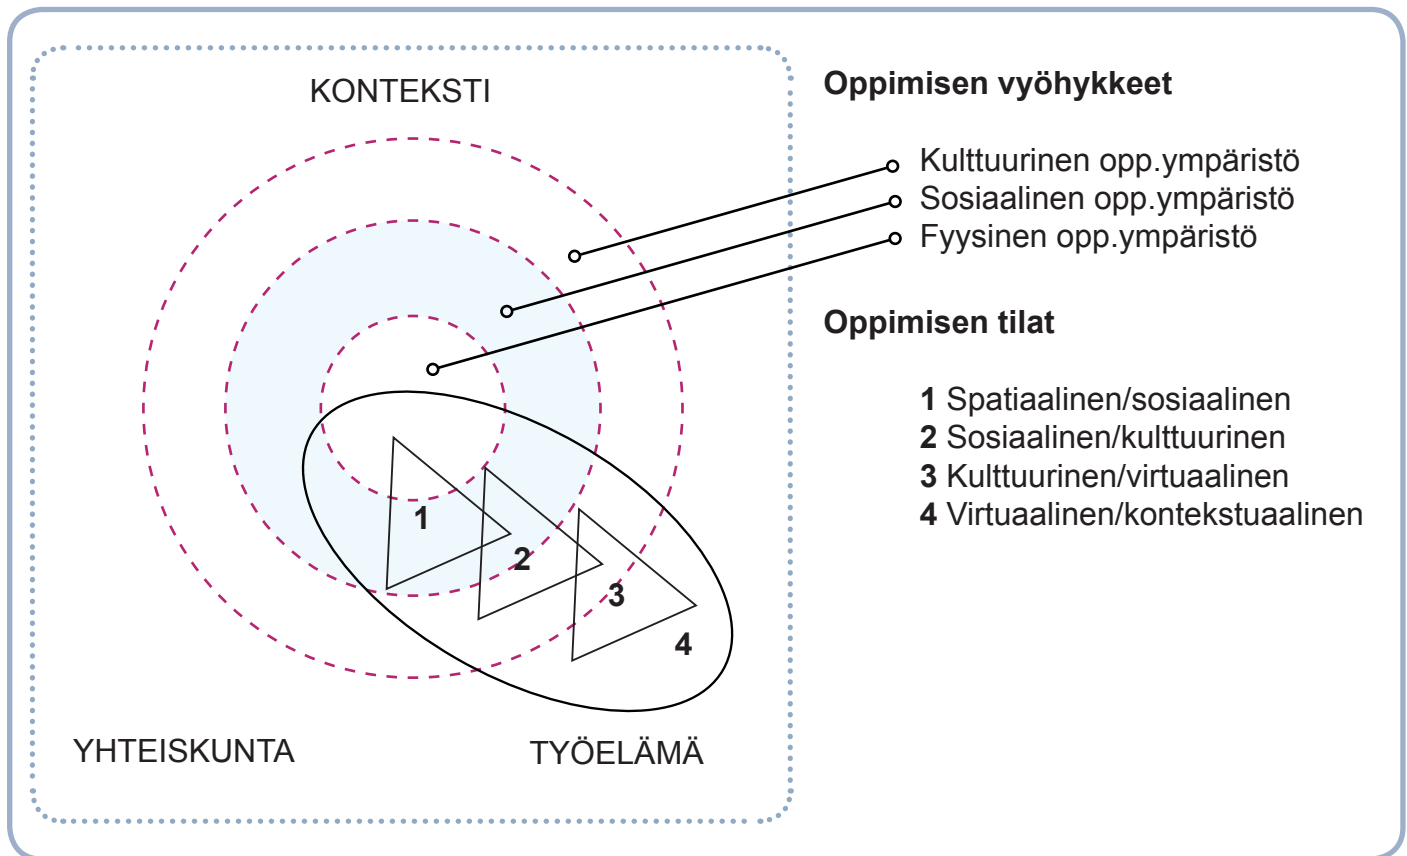 KONTEKSTI
1
2
3
4
YHTEISKUNTA
TYÖELÄMÄ
Oppimisen vyöhykkeet
Kulttuurinen opp.ympäristö
Sosiaalinen opp.ympäristö
Fyysinen opp.ympäristö
Oppimisen tilat
1 Spatiaalinen/sosiaalinen
2 Sosiaalinen/kulttuurinen
3 Kulttuurinen/virtuaalinen
4 Virtuaalinen/kontekstuaalinen